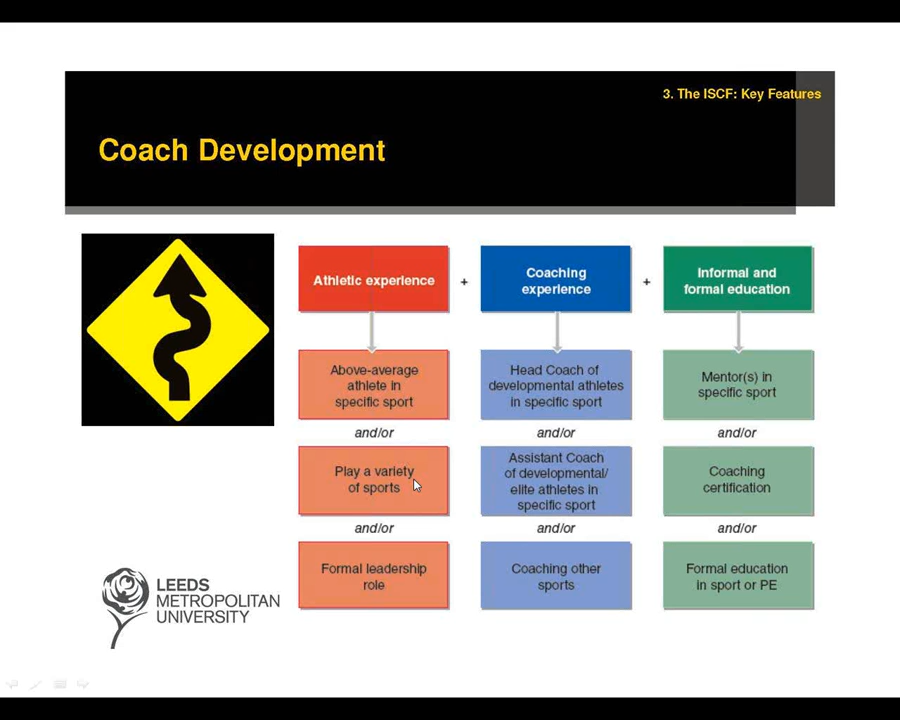 3. The ISCF: Key Features
Coach Development
Athletic experience
+
Coaching
experience
+
Informal and
formal education
Above-average
athlete in
specific sport
and/or
Play a variety
of sports
and/or
Formal leadership
role
Head Coach of
developmental athletes
in specific sport
and/or
Assistant Coach
of developmental/
elite athletes in
specific sport
and/or
Coaching other
sports
Mentor(s) in
specific sport
and/or
Coaching
certification
and/or
Formal education
in sport or PE
LEEDS
METROPOLITAN
UNIVERSITY